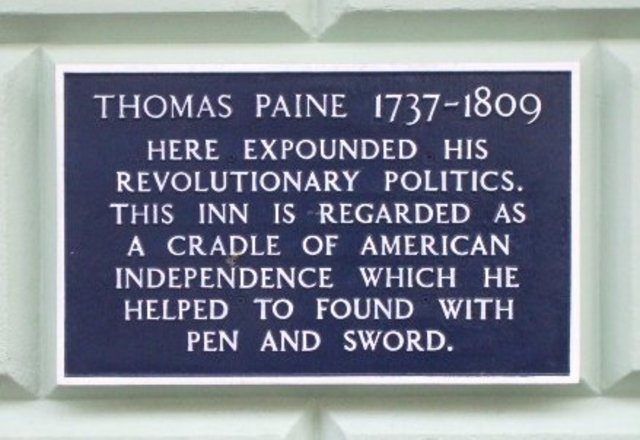 THOMAS PAINE 1737-1809
HERE EXPOUNDED HIS
REVOLUTIONARY POLITICS.
THIS INN IS REGARDED AS
A CRADLE OF AMERICAN
INDEPENDENCE WHICH HE
HELPED TO FOUND WITH
PEN AND SWORD.